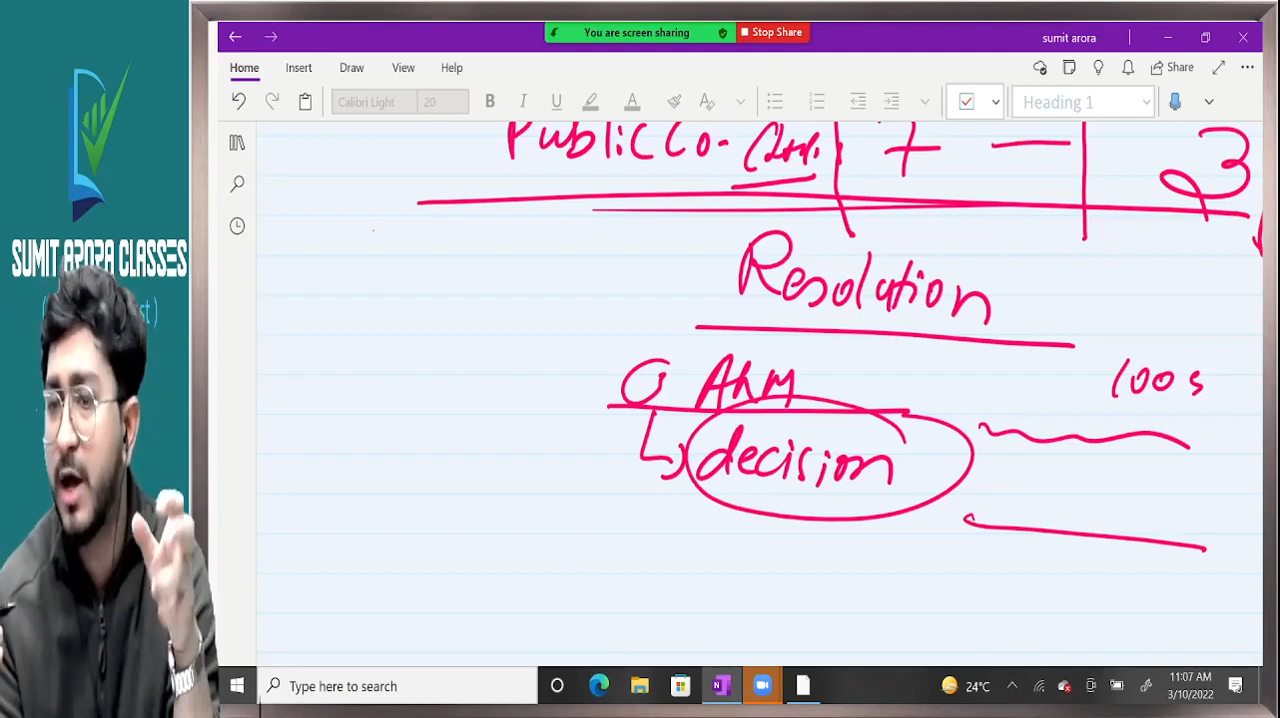 You are screen sharing Stop Share
sumit arora
Home Insert Draw View Help Share
Calibri Light 20 B I U A Heading 1
Public Co- + - 3
SUMIT ARORA CLASSES
Resolution
100 s
decision
Type here to search
24°C
11:07 AM
3/10/2022